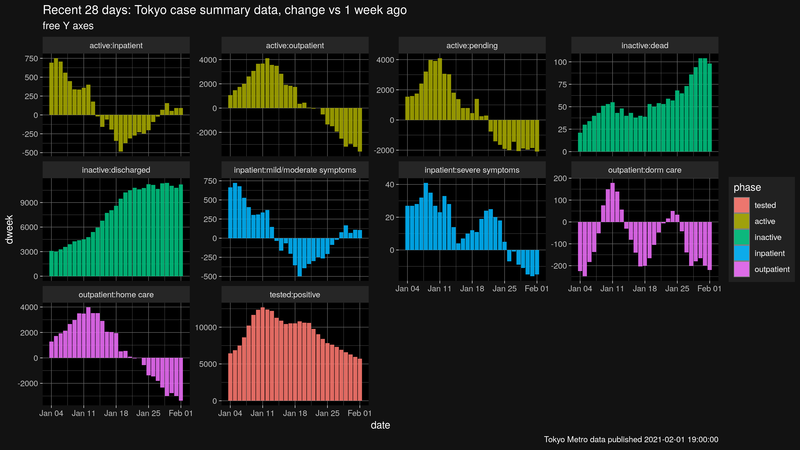 Recent 28 days: Tokyo case summary data, change vs 1 week ago
free Y axes
active:inpatient
active:outpatient
active:pending
inactive:dead
750
500
250
0
-250
-500
4000
2000
0
-2000
4000
2000
0
-2000
100
75
50
25
0
inactive:discharged
inpatient:mild/moderate symptoms
inpatient:severe symptoms
outpatient:dorm care
9000
6000
3000
0
750
500
250
0
-250
-500
40
20
0
200
100
0
-100
-200
Jan 04 Jan 11 Jan 18 Jan 25 Feb 01
Jan 04 Jan 11 Jan 18 Jan 25 Feb 01
outpatient:home care
tested:positive
4000
2000
0
-2000
10000
5000
0
Jan 04 Jan 11 Jan 18 Jan 25 Feb 01
Jan 04 Jan 11 Jan 18 Jan 25 Feb 01
dweek
date
phase
tested
active
inactive
inpatient
outpatient
Tokyo Metro data published 2021-02-01 19:00:00